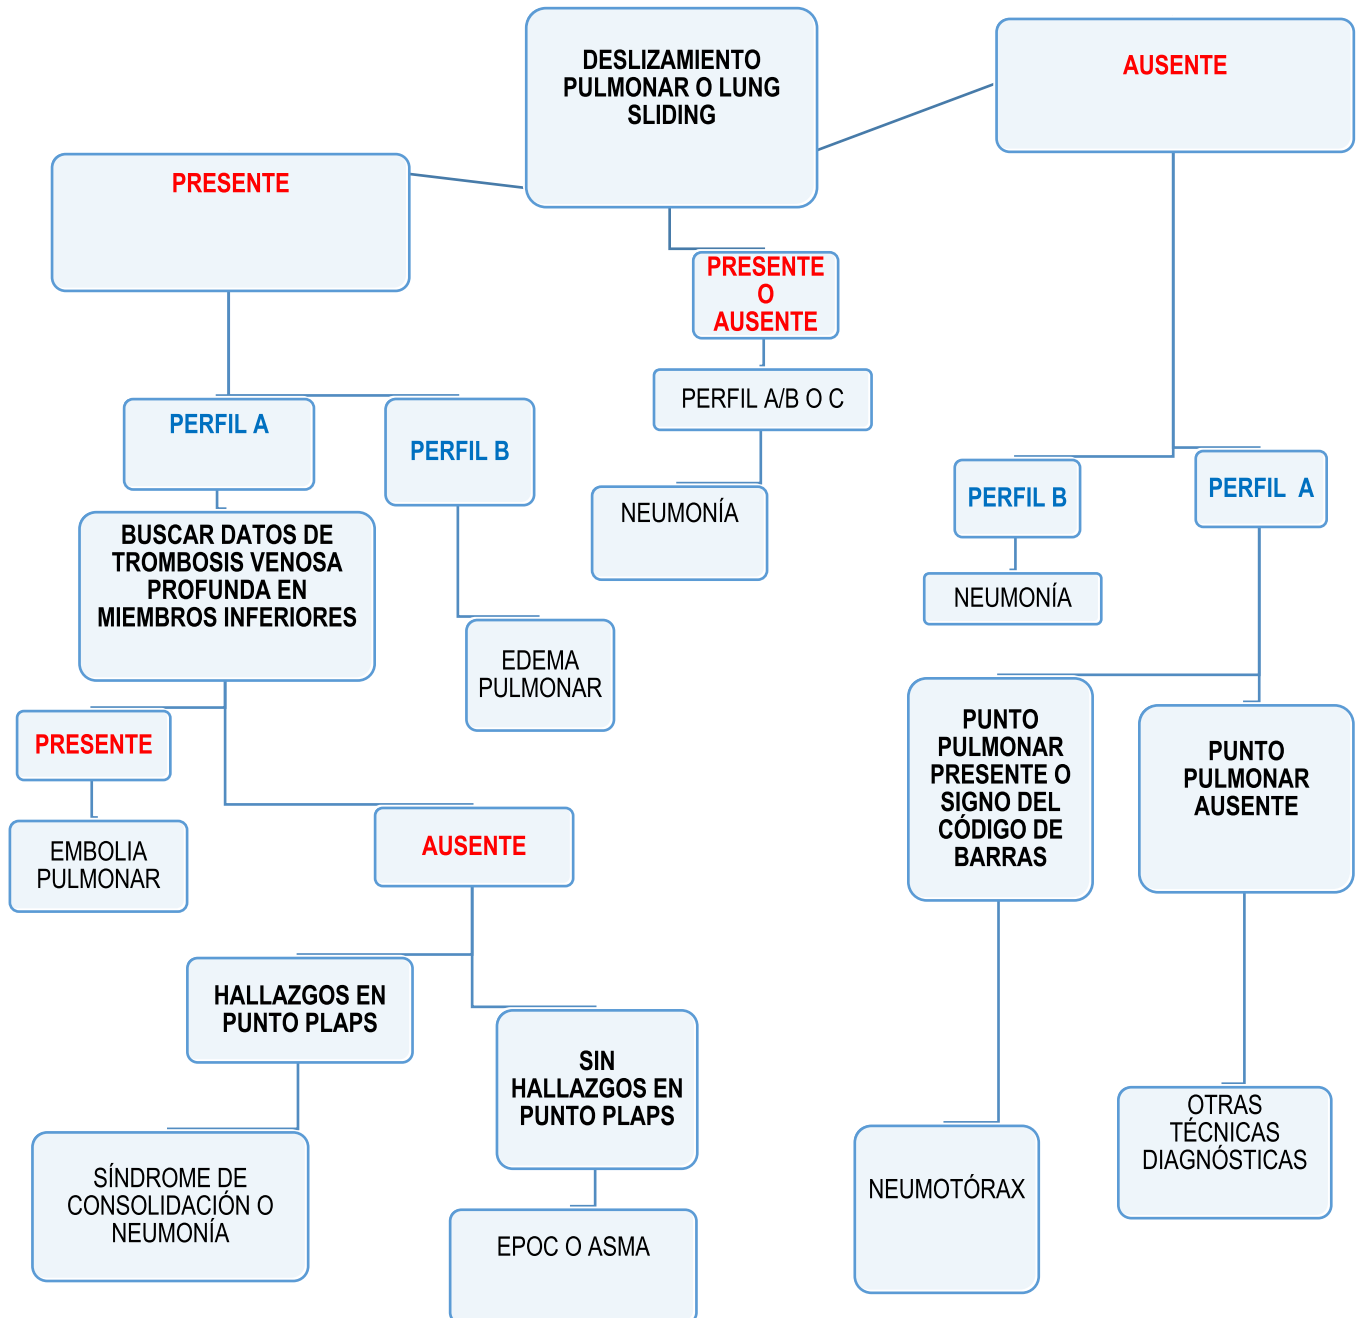 DESLIZAMIENTO
PULMONAR O LUNG
SLIDING
AUSENTE
PRESENTE
PRESENTE
O
AUSENTE
PERFIL A/B O C
NEUMONÍA
PERFIL A
PERFIL B
BUSCAR DATOS DE
TROMBOSIS VENOSA
PROFUNDA EN
MIEMBROS INFERIORES
EDEMA
PULMONAR
PRESENTE
EMBOLIA
PULMONAR
AUSENTE
HALLAZGOS EN
PUNTO PLAPS
SIN
HALLAZGOS EN
PUNTO PLAPS
SÍNDROME DE
CONSOLIDACIÓN O
NEUMONÍA
EPOC O ASMA
PERFIL B
PERFIL A
NEUMONÍA
PUNTO
PULMONAR
PRESENTE O
SIGNO DEL
CÓDIGO DE
BARRAS
PUNTO
PULMONAR
AUSENTE
NEUMOTÓRAX
OTRAS
TÉCNICAS
DIAGNÓSTICAS